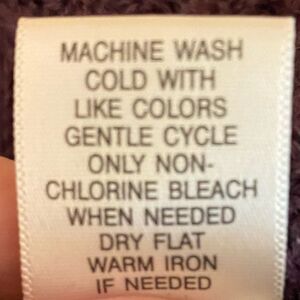 MACHINE WASH
COLD WITH
LIKE COLORS
GENTLE CYCLE
ONLY NON-
CHLORINE BLEACH
WHEN NEEDED
DRY FLAT
WARM IRON
IF NEEDED